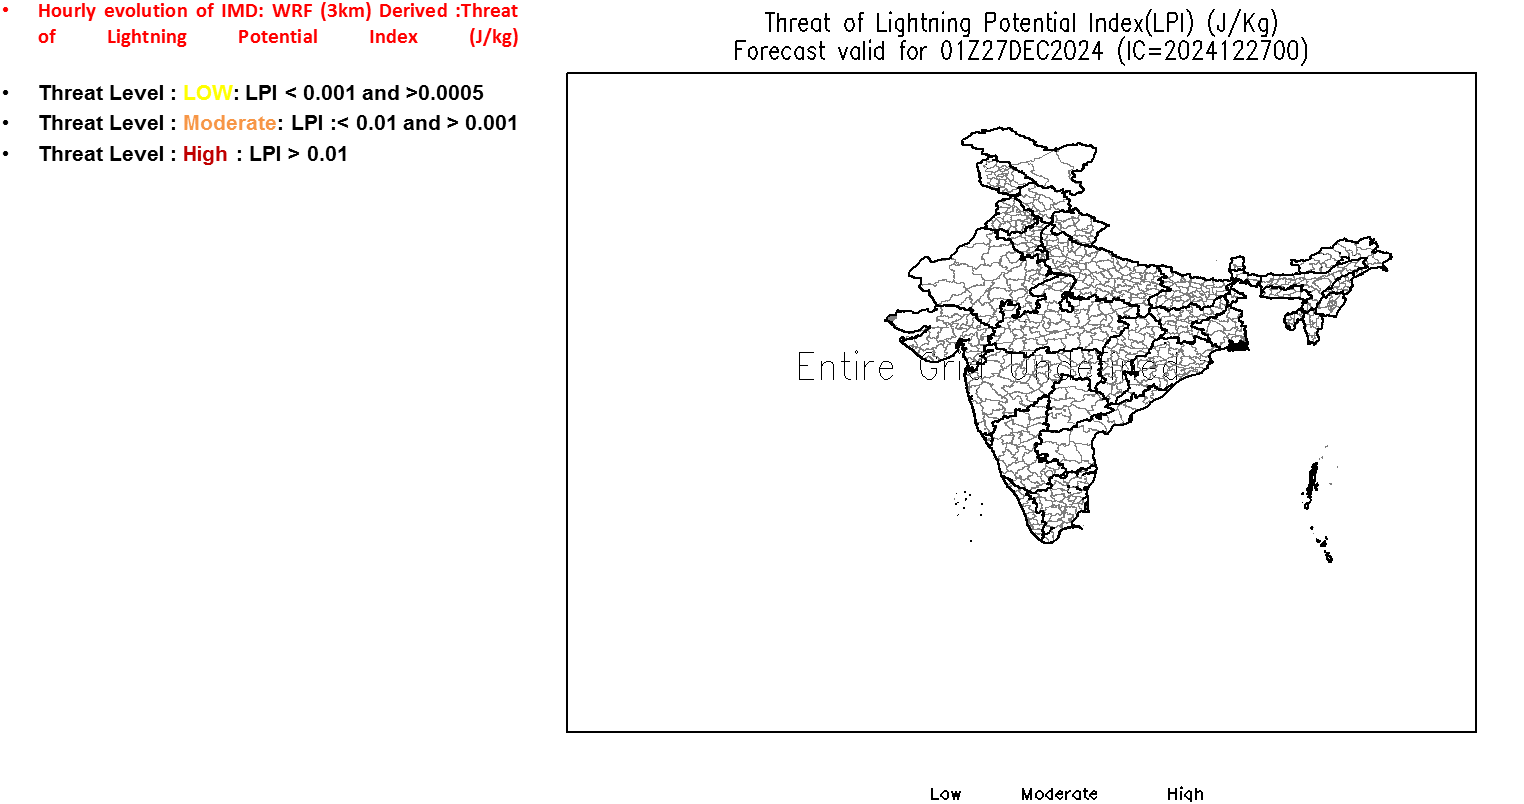 • Hourly evolution of IMD: WRF (3km) Derived :Threat
of Lightning Potential Index (J/kg)
• Threat Level : LOW: LPI < 0.001 and >0.0005
• Threat Level : Moderate: LPI :< 0.01 and > 0.001
• Threat Level : High : LPI > 0.01
Threat of Lightning Potential Index(LPI) (J/Kg)
Forecast valid for 01Z27DEC2024 (IC=2024122700)
Entire Grid Undefined
Low Moderate High